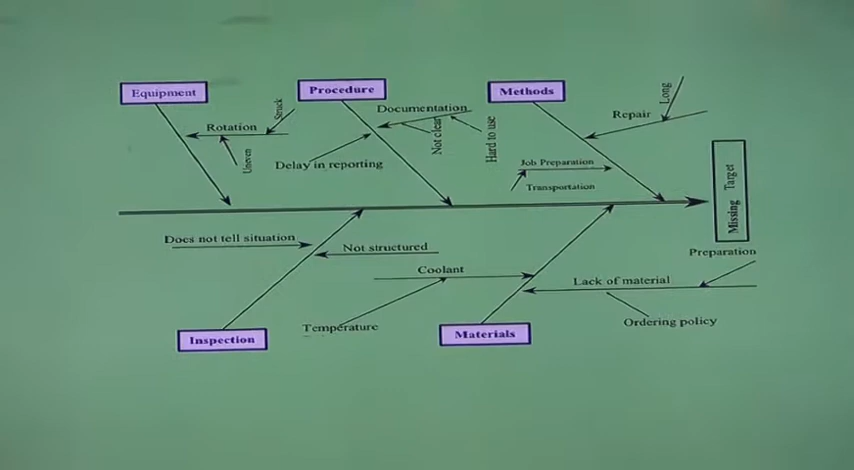 Equipment
Procedure
Methods
Long
Struck
Documentation
Repair
Rotation
Not clear
Hard to use
Uneven
Delay in reporting
Job Preparation
Transportation
Missing Target
Does not tell situation
Not structured
Preparation
Coolant
Lack of material
Temperature
Ordering policy
Inspection
Materials